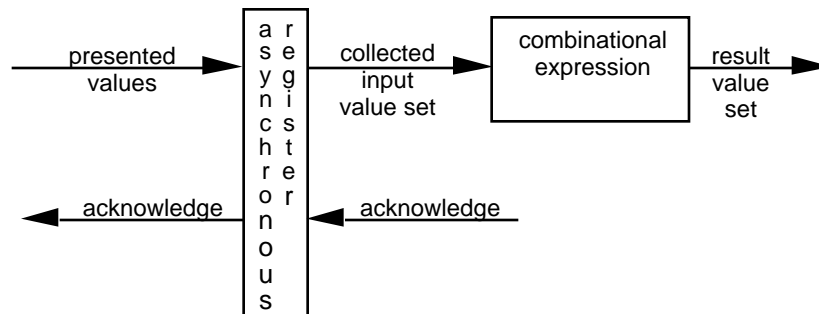 presented
values
asynchronous
register
collected
input
value set
combinational
expression
result
value
set
acknowledge
acknowledge